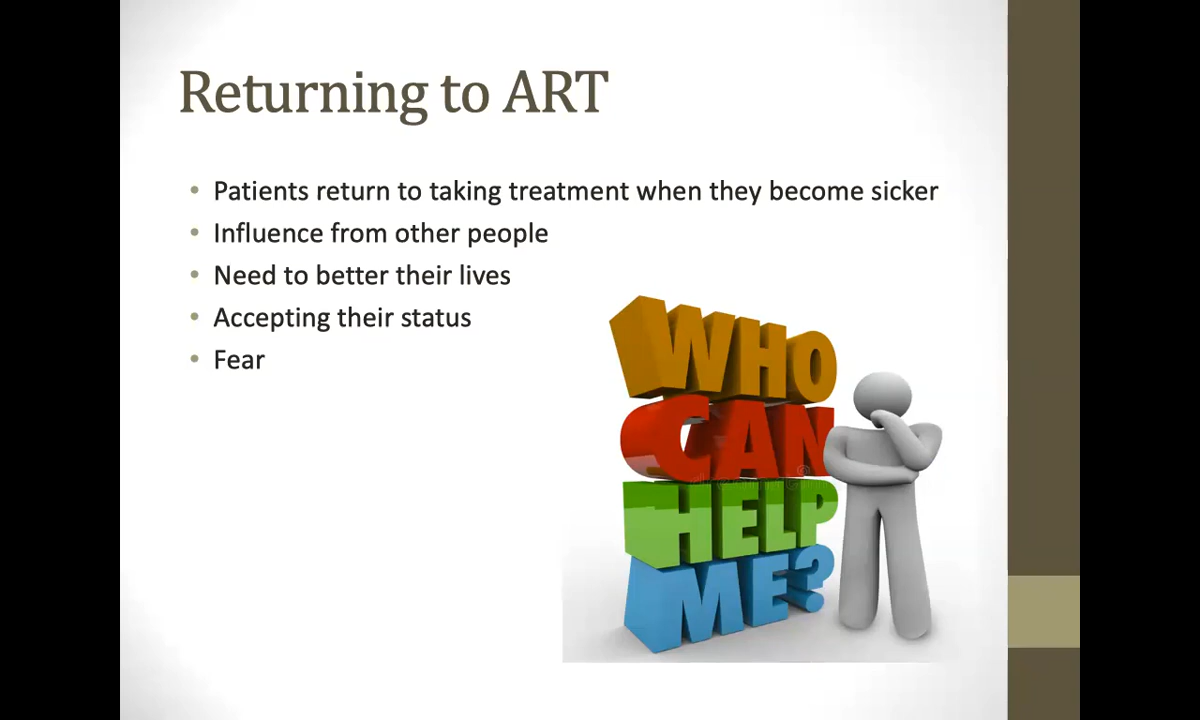 Returning to ART
• Patients return to taking treatment when they become sicker
• Influence from other people
• Need to better their lives
• Accepting their status
• Fear
WHO
CAN
HELP
ME?